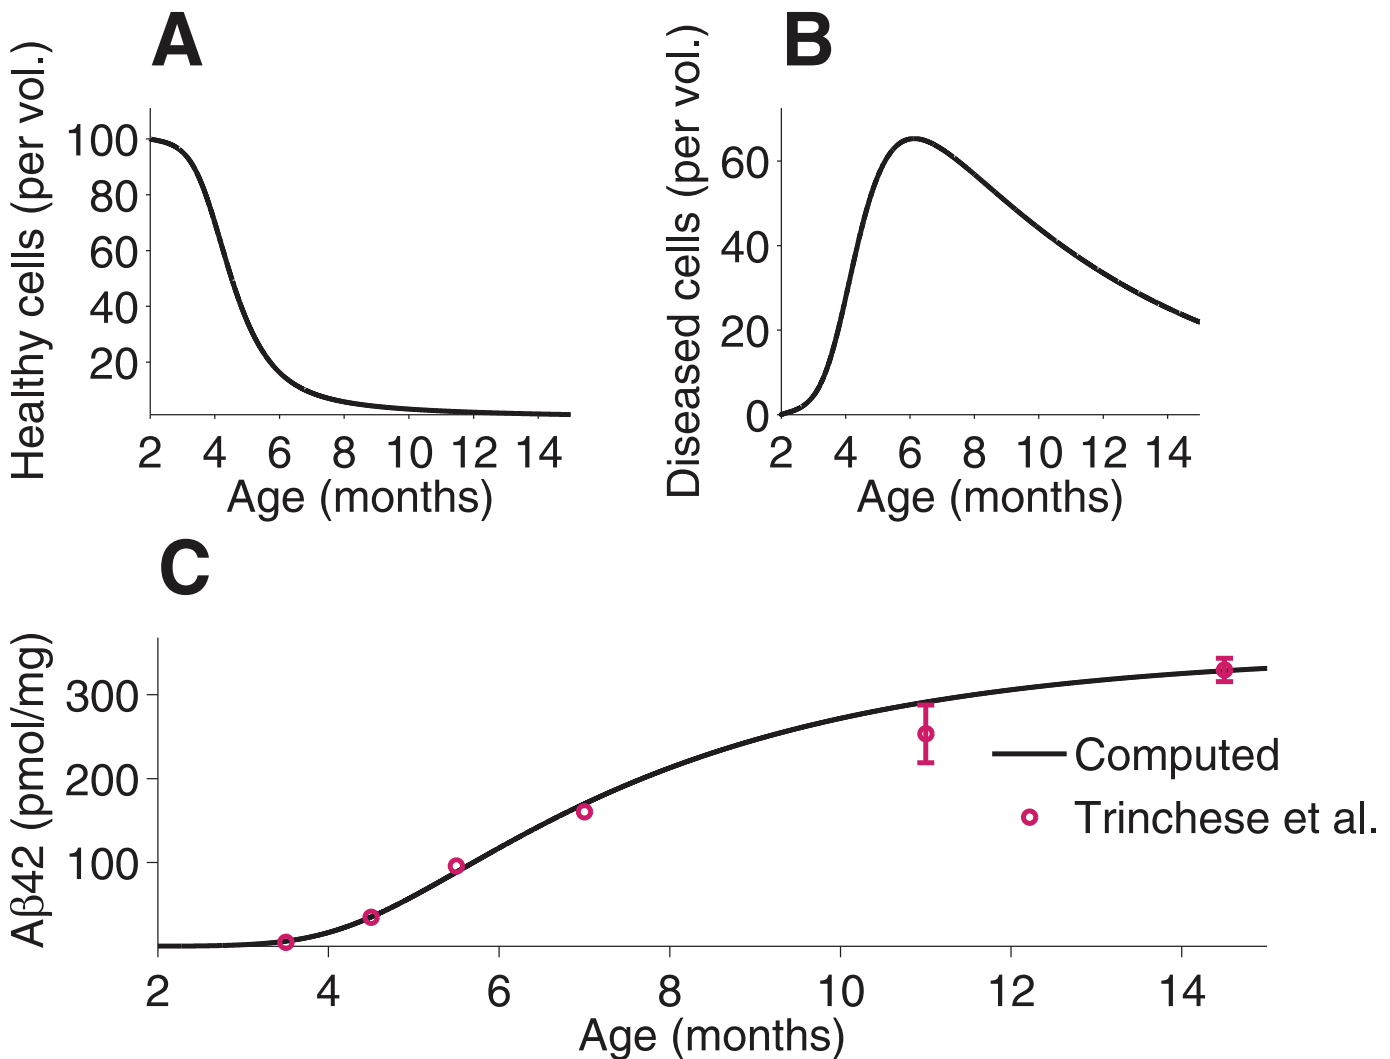 A
Healthy cells (per vol.)
100
80
60
40
20
2 4 6 8 10 12 14
Age (months)
B
Diseased cells (per vol.)
60
40
20
0
2 4 6 8 10 12 14
Age (months)
C
Aβ42 (pmol/mg)
300
200
100
2 4 6 8 10 12 14
Age (months)
Computed
Trinchese et al.